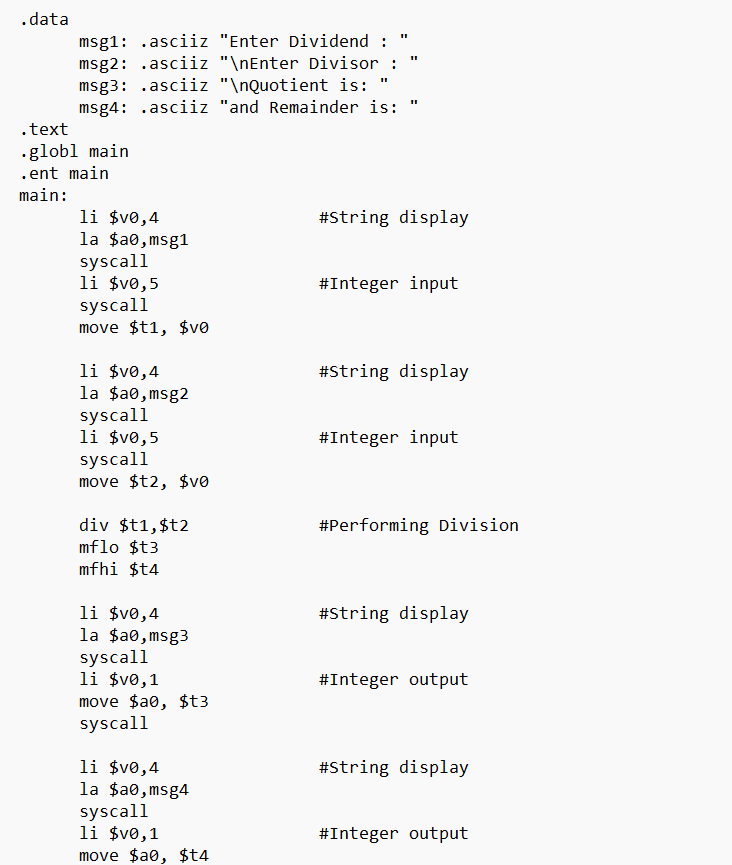 .data
msg1: .asciiz "Enter Dividend : "
msg2: .asciiz "\nEnter Divisor : "
msg3: .asciiz "\nQuotient is: "
msg4: .asciiz "and Remainder is: "
.text
.globl main
.ent main
main:
li $v0,4 #String display
la $a0,msg1
syscall
li $v0,5 #Integer input
syscall
move $t1, $v0
li $v0,4 #String display
la $a0,msg2
syscall
li $v0,5 #Integer input
syscall
move $t2, $v0
div $t1,$t2 #Performing Division
mflo $t3
mfhi $t4
li $v0,4 #String display
la $a0,msg3
syscall
li $v0,1 #Integer output
move $a0, $t3
syscall
li $v0,4 #String display
la $a0,msg4
syscall
li $v0,1 #Integer output
move $a0, $t4